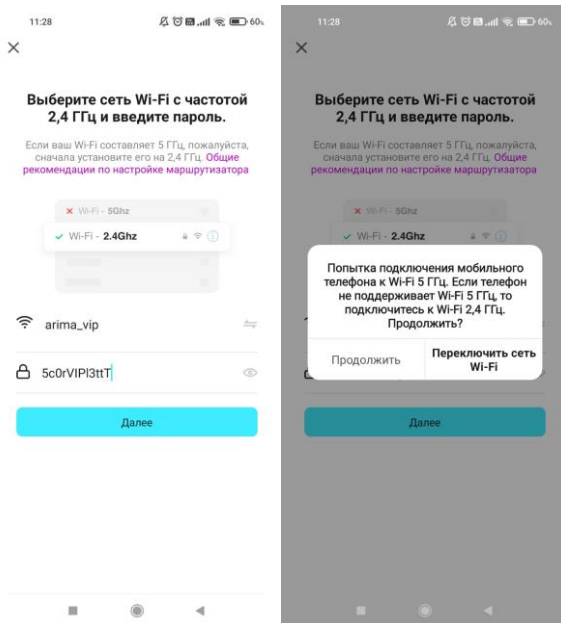 11:28
60%
Выберите сеть Wi-Fi с частотой
2,4 ГГц и введите пароль.
Если ваш Wi-Fi составляет 5 ГГц, пожалуйста,
сначала установите его на 2,4 ГГц. Общие
рекомендации по настройке маршрутизатора
Wi-Fi - 5Ghz
Wi-Fi - 2.4Ghz
arima_vip
5c0rVIPl3ttT
Далее
11:28
60%
Выберите сеть Wi-Fi с частотой
2,4 ГГц и введите пароль.
Если ваш Wi-Fi составляет 5 ГГц, пожалуйста,
сначала установите его на 2,4 ГГц. Общие
рекомендации по настройке маршрутизатора
Wi-Fi - 5Ghz
Wi-Fi - 2.4Ghz
Попытка подключения мобильного
телефона к Wi-Fi 5 ГГц. Если телефон
не поддерживает Wi-Fi 5 ГГц, то
подключитесь к Wi-Fi 2,4 ГГц.
Продолжить?
Продолжить
Переключить сеть
Wi-Fi
Далее